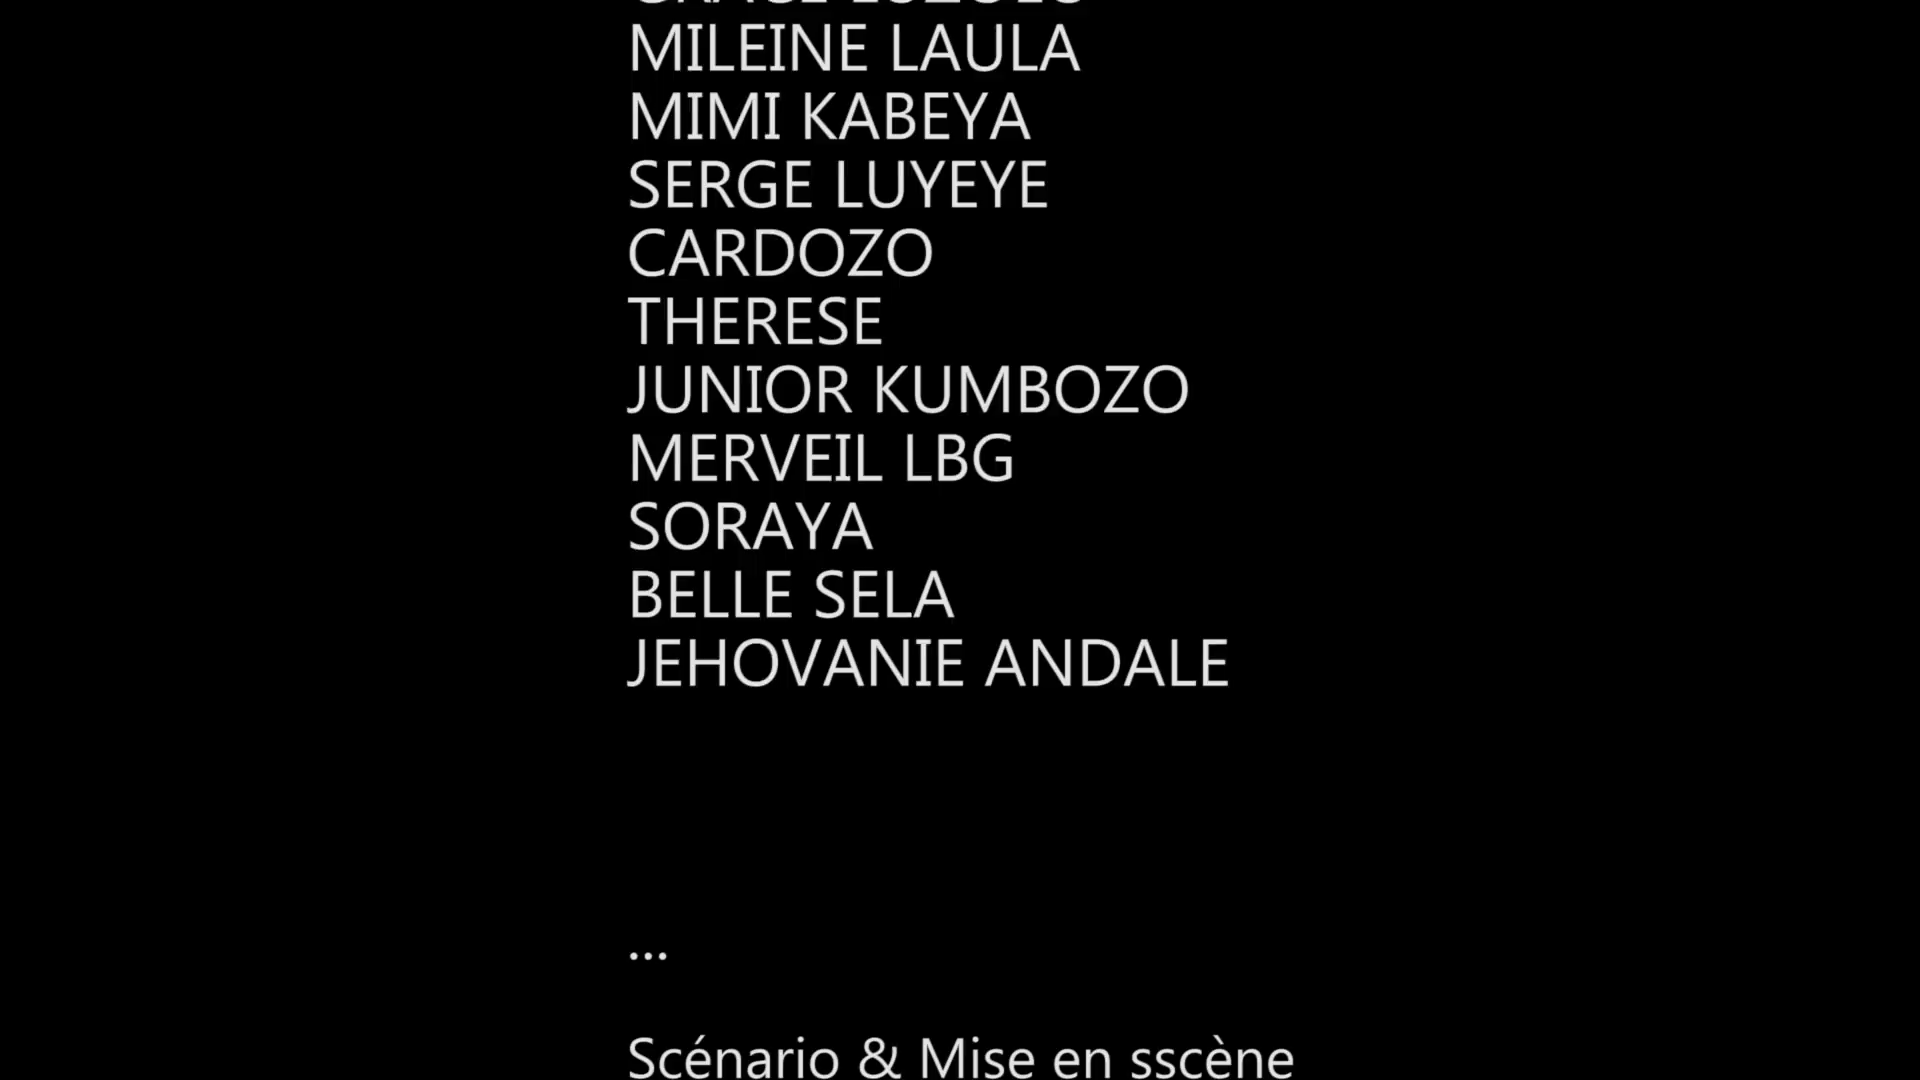 MILEINE LAULA
MIMI KABEYA
SERGE LUYEYE
CARDOZO
THERESE
JUNIOR KUMBOZO
MERVEIL LBG
SORAYA
BELLE SELA
JEHOVANIE ANDALE
...
Scénario & Mise en sscène